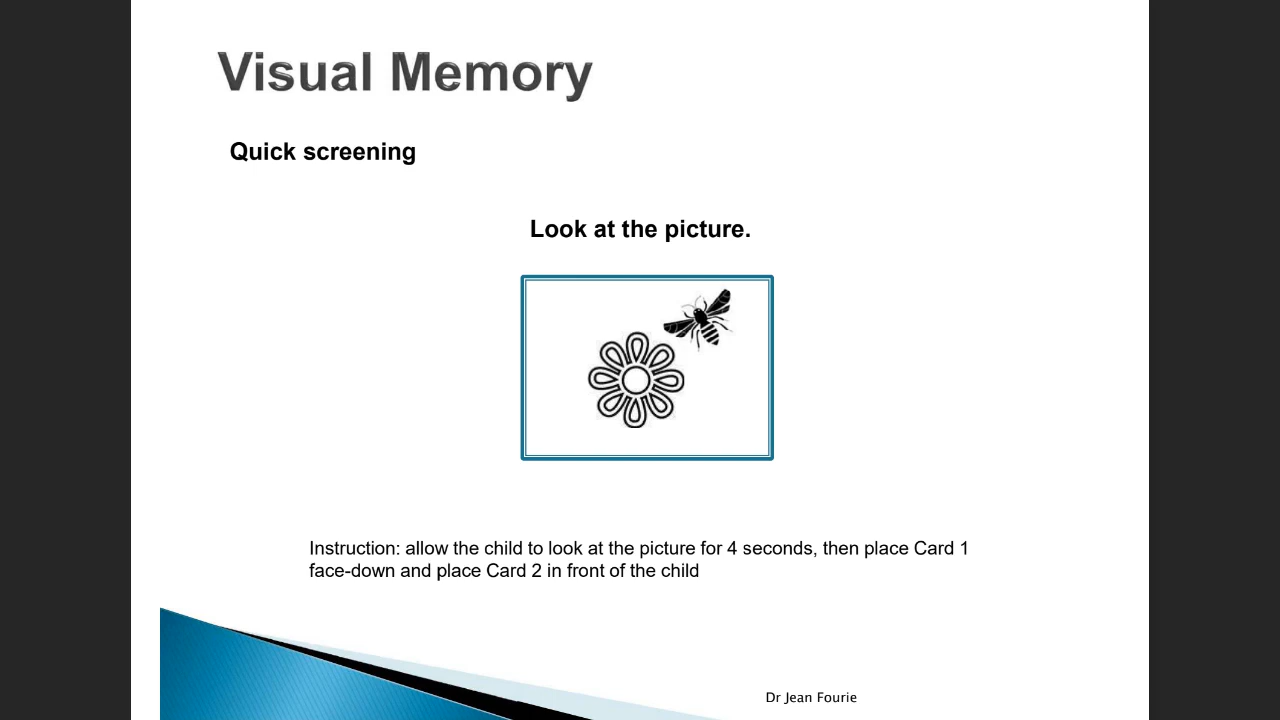 Visual Memory
Quick screening
Look at the picture.
Instruction: allow the child to look at the picture for 4 seconds, then place Card 1
face-down and place Card 2 in front of the child
Dr Jean Fourie